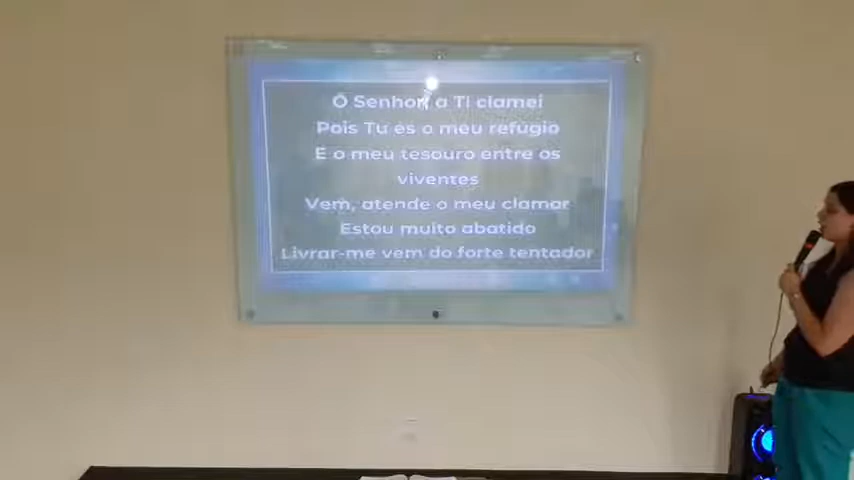 Ó Senhor, a Ti clamei
Pois Tu és o meu refúgio
E o meu tesouro entre os
viventes
Vem, atende o meu clamar
Estou muito abatido
Livrar-me vem do forte tentador